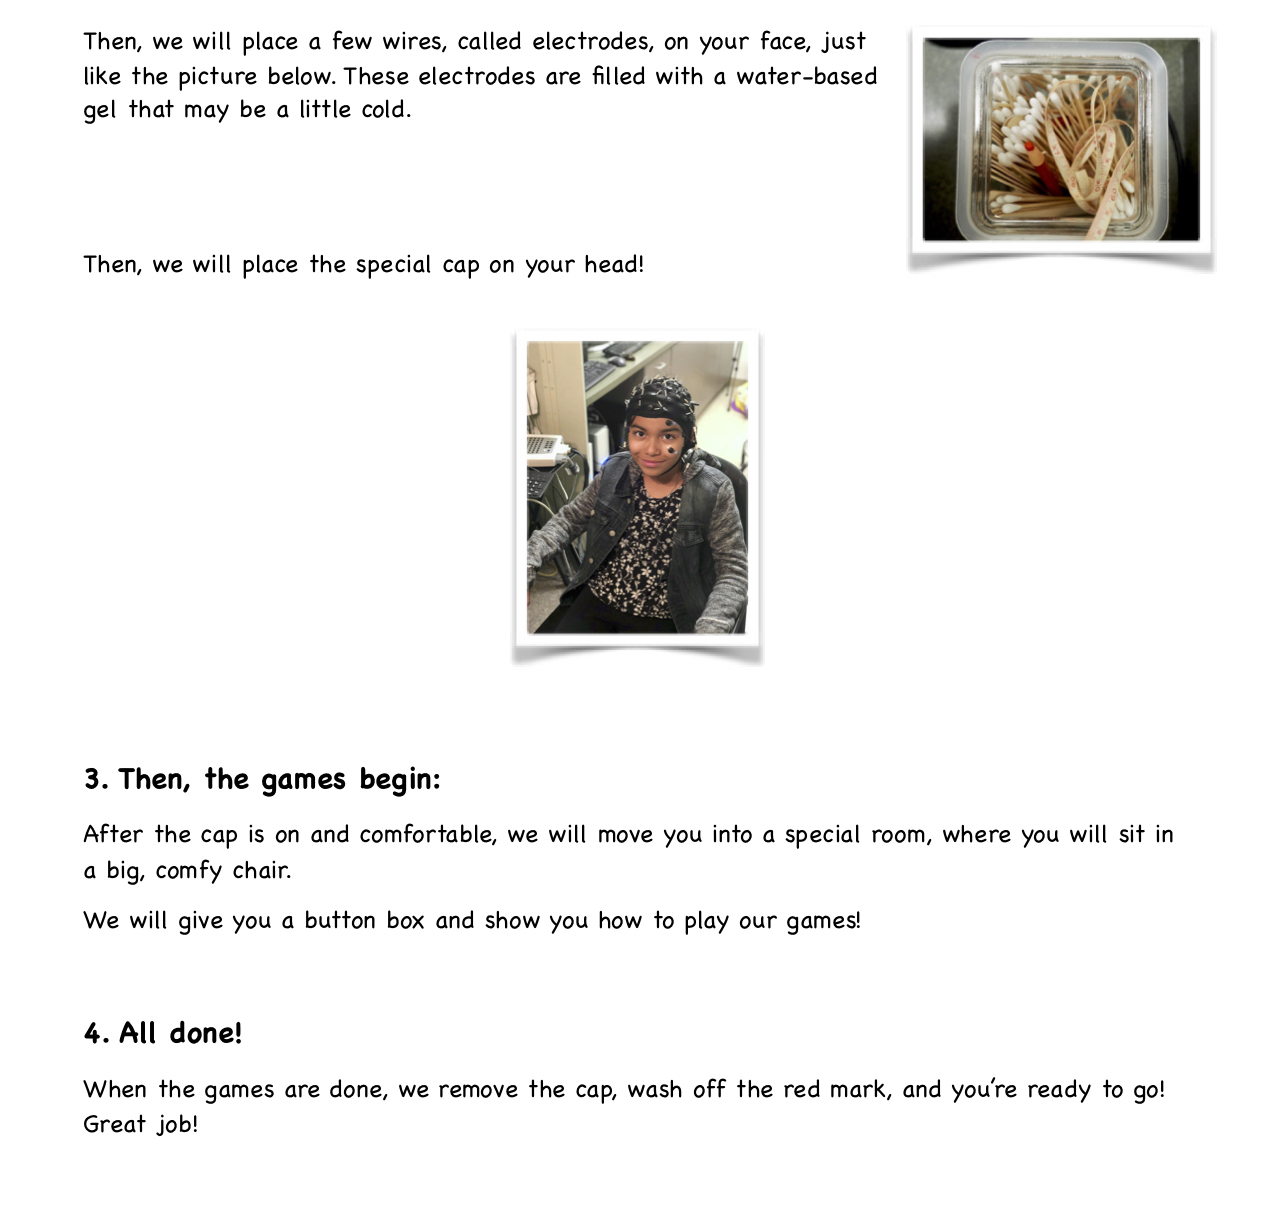 Then, we will place a few wires, called electrodes, on your face, just
like the picture below. These electrodes are filled with a water-based
gel that may be a little cold.
Then, we will place the special cap on your head!
3. Then, the games begin:
After the cap is on and comfortable, we will move you into a special room, where you will sit in
a big, comfy chair.
We will give you a button box and show you how to play our games!
4. All done!
When the games are done, we remove the cap, wash off the red mark, and you’re ready to go!
Great job!